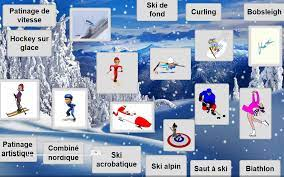 Patinage de
vitesse
Ski de
fond
Curling
Bobsleigh
Hockey sur
glace
Patinage
artistique
Combiné
nordique
Ski
acrobatique
Ski alpin
Saut à ski
Biathlon